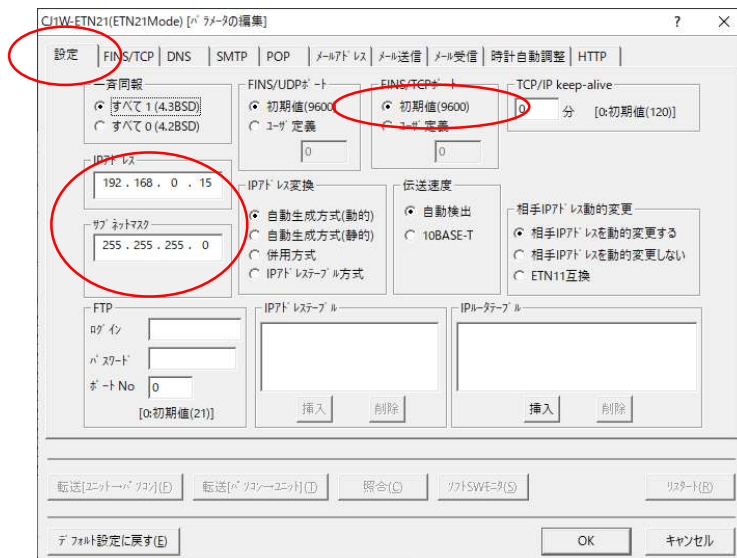 CJ1W-ETN21(ETN21Mode) [ﾊﾟﾗﾒｰﾀの編集]
? ×
設定 FINS/TCP DNS SMTP POP ﾒｰﾙｱﾄﾞﾚｽ ﾒｰﾙ送信 ﾒｰﾙ受信 時計自動調整 HTTP
一斉同報
すべて 1 (4.3BSD)
すべて 0 (4.2BSD)
FINS/UDPﾎﾟｰﾄ
初期値(9600)
ﾕｰｻﾞ定義
0
FINS/TCPﾎﾟｰﾄ
初期値(9600)
ﾕｰｻﾞ定義
0
TCP/IP keep-alive
0 分 [0:初期値(120)]
IPｱﾄﾞﾚｽ
192 . 168 . 0 . 15
ｻﾌﾞﾈｯﾄﾏｽｸ
255 . 255 . 255 . 0
IPｱﾄﾞﾚｽ変換
自動生成方式(動的)
自動生成方式(静的)
併用方式
IPｱﾄﾞﾚｽﾃｰﾌﾞﾙ方式
伝送速度
自動検出
10BASE-T
相手IPｱﾄﾞﾚｽ動的変更
相手IPｱﾄﾞﾚｽを動的変更する
相手IPｱﾄﾞﾚｽを動的変更しない
ETN11互換
FTP
ﾛｸﾞｲﾝ
ﾊﾟｽﾜｰﾄﾞ
ﾎﾟｰﾄ No 0
[0:初期値(21)]
IPｱﾄﾞﾚｽﾃｰﾌﾞﾙ
挿入 削除
IPﾙｰﾀﾃｰﾌﾞﾙ
挿入 削除
転送[ﾕﾆｯﾄ→ﾊﾟｿｺﾝ](F) 転送[ﾊﾟｿｺﾝ→ﾕﾆｯﾄ](T) 照合(C) ｿﾌﾄSWﾓﾆﾀ(S) ﾘｽﾀｰﾄ(R)
ﾃﾞﾌｫﾙﾄ設定に戻す(E) OK ｷｬﾝｾﾙ